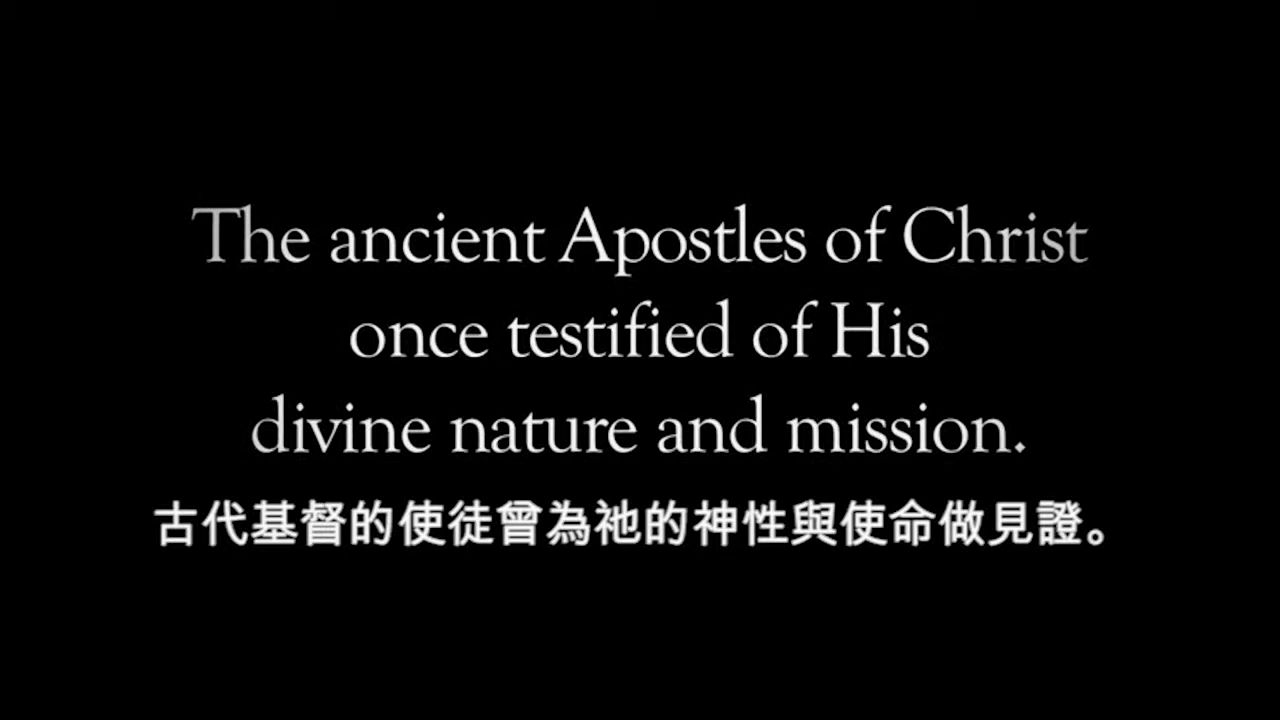 The ancient Apostles of Christ
once testified of His
divine nature and mission.
古代基督的使徒曾為祂的神性與使命做見證。